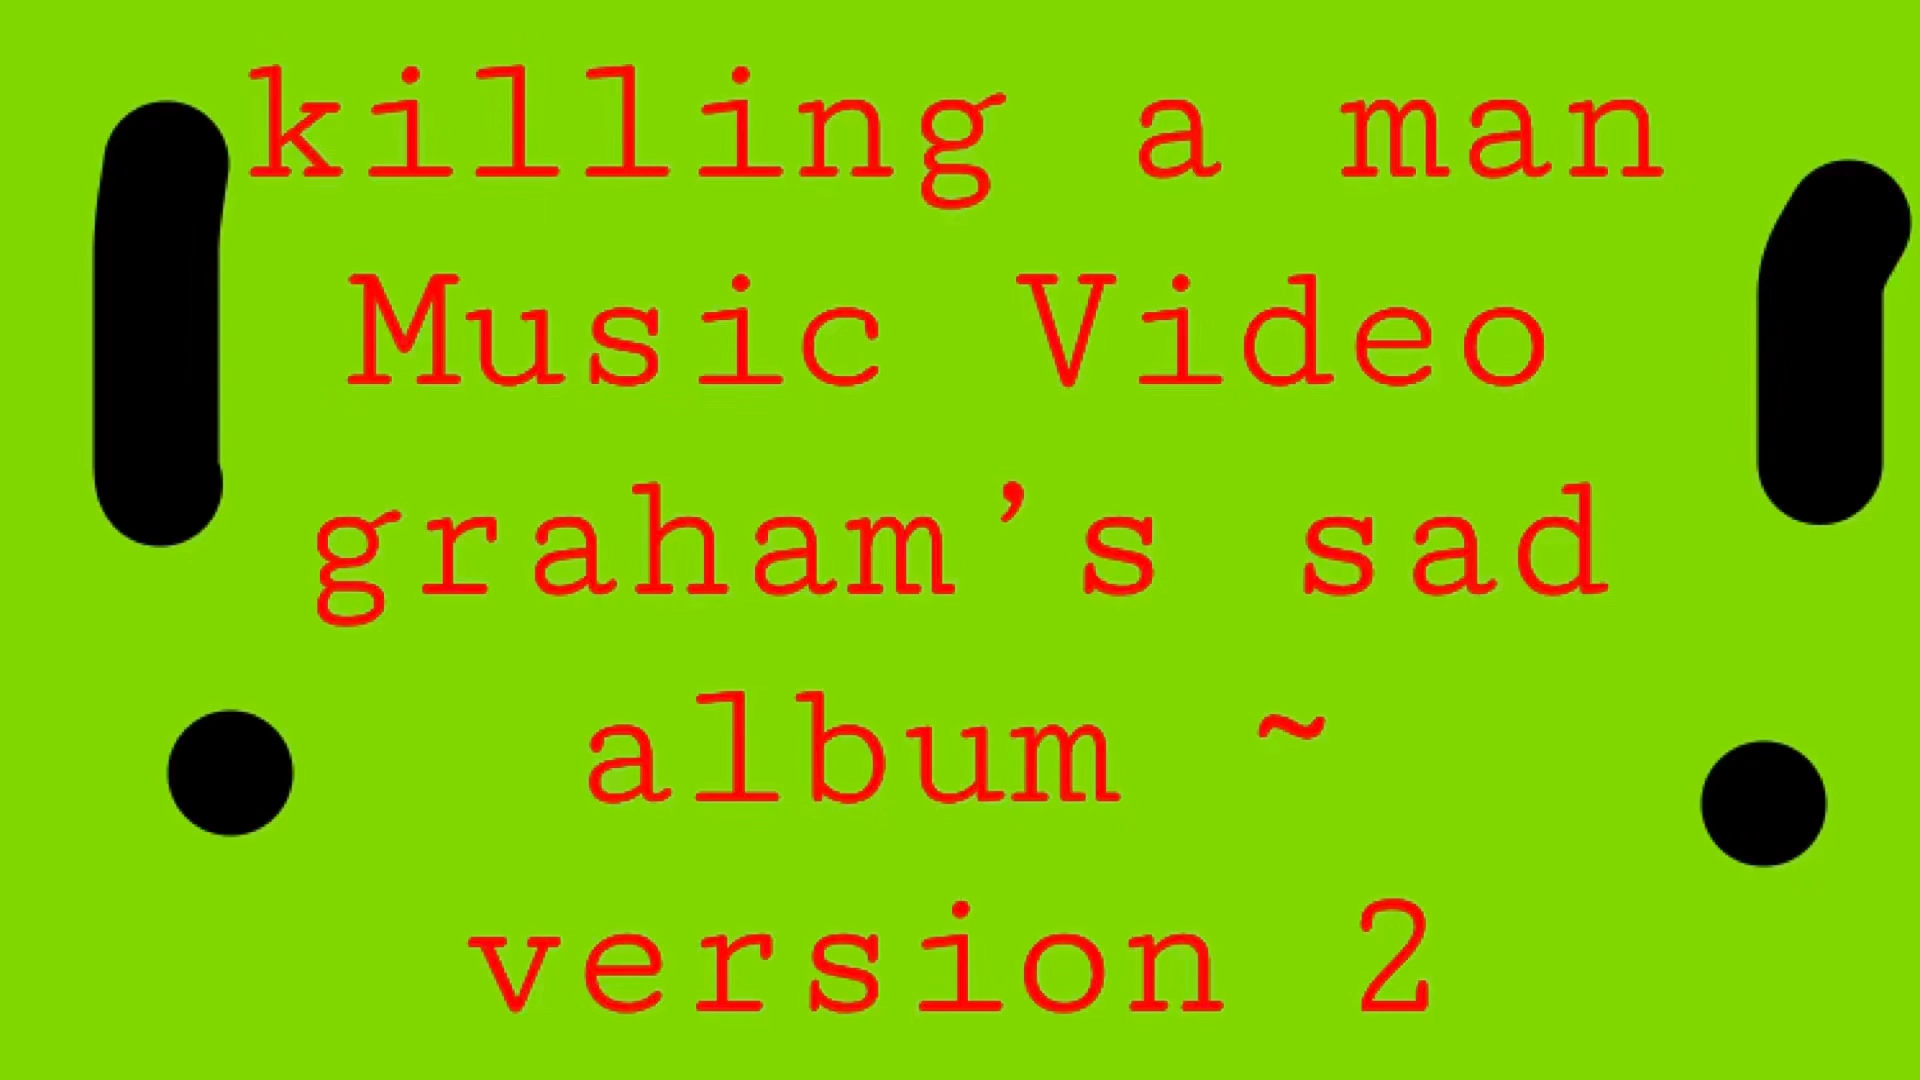 killing a man
Music Video
graham’s sad
album ~
version 2